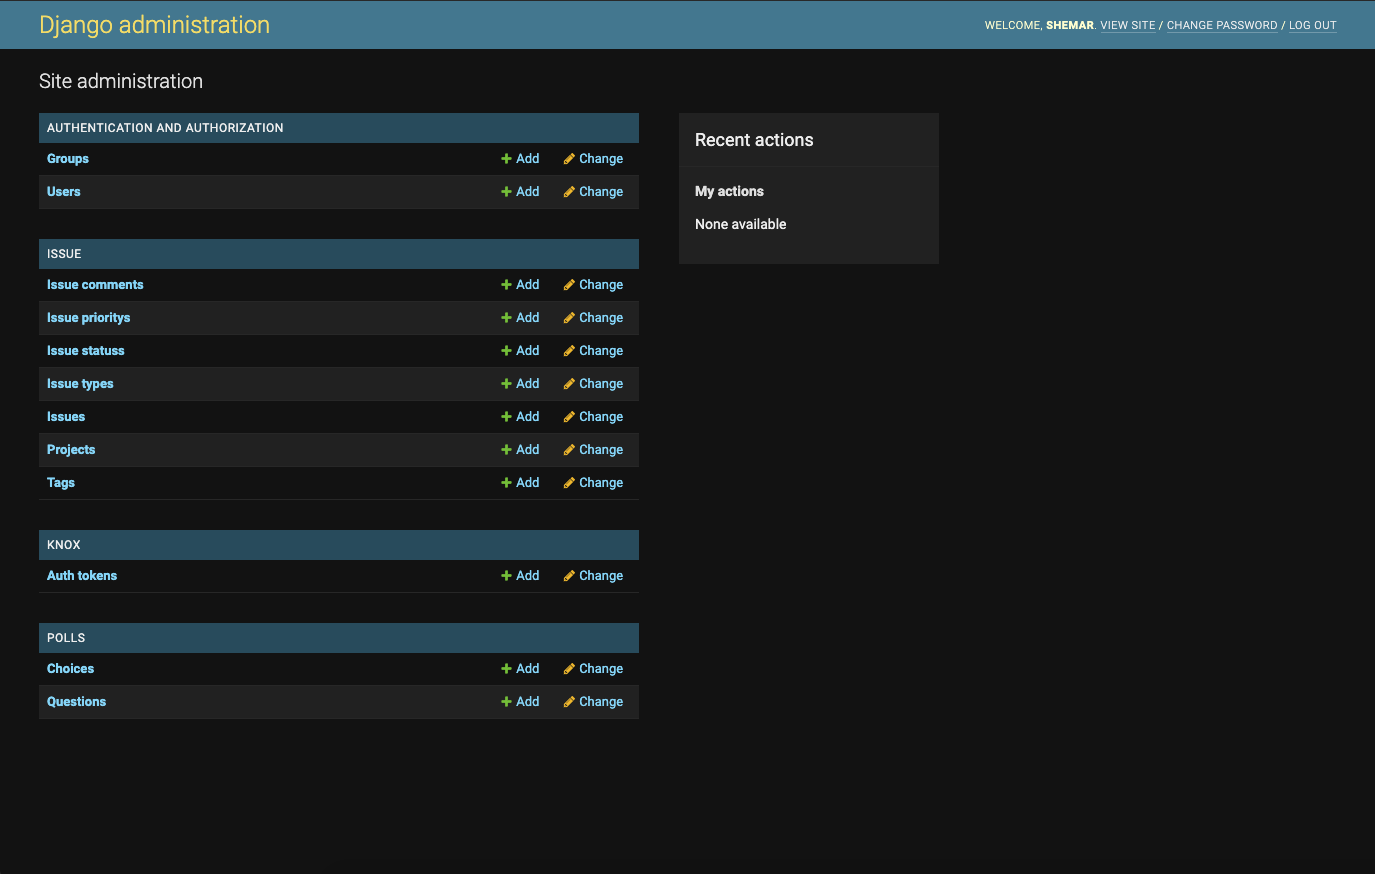 Django administration
WELCOME, SHEMAR. VIEW SITE / CHANGE PASSWORD / LOG OUT
Site administration
AUTHENTICATION AND AUTHORIZATION
Groups Add Change
Users Add Change
ISSUE
Issue comments Add Change
Issue prioritys Add Change
Issue statuss Add Change
Issue types Add Change
Issues Add Change
Projects Add Change
Tags Add Change
KNOX
Auth tokens Add Change
POLLS
Choices Add Change
Questions Add Change
Recent actions
My actions
None available